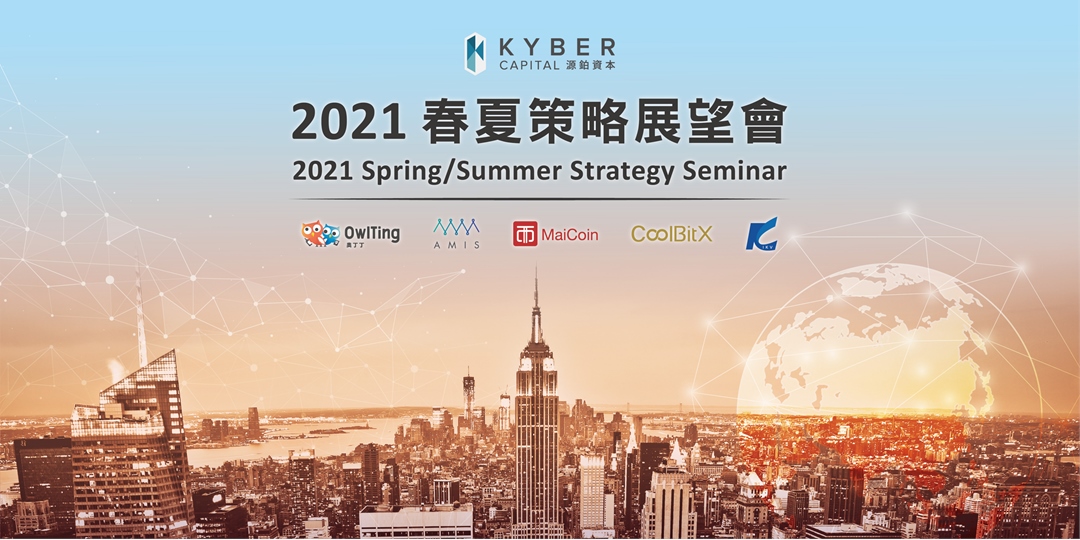 KYBER
CAPITAL 源鉑資本
2021 春夏策略展望會
2021 Spring/Summer Strategy Seminar
OwlTing
奧丁丁
AMIS
币 MaiCoin
CoolBitX